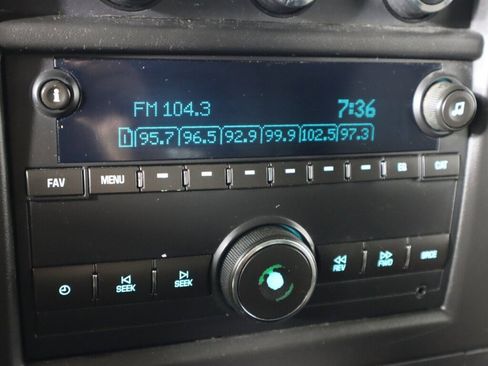 FM 104.3 7:36
1 95.7 96.5 92.9 99.9 102.5 97.3
FAV MENU EQ CAT
SEEK SEEK REV FWD SRCE